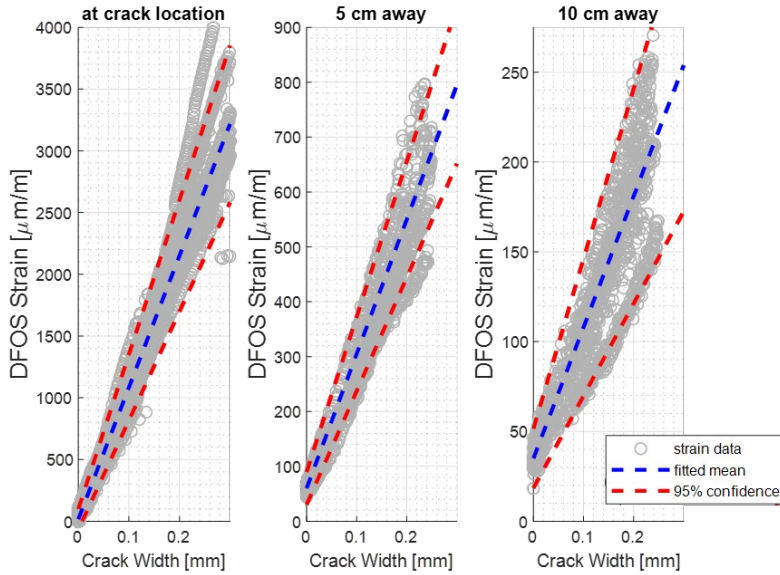 at crack location
5 cm away
10 cm away
DFOS Strain [μm/m]
4000
3500
3000
2500
2000
1500
1000
500
0
0
0.1
0.2
Crack Width [mm]
DFOS Strain [μm/m]
900
800
700
600
500
400
300
200
100
0
0
0.1
0.2
Crack Width [mm]
DFOS Strain [μm/m]
250
200
150
100
50
0
0
0.1
0.2
Crack Width [mm]
strain data
fitted mean
95% confidence